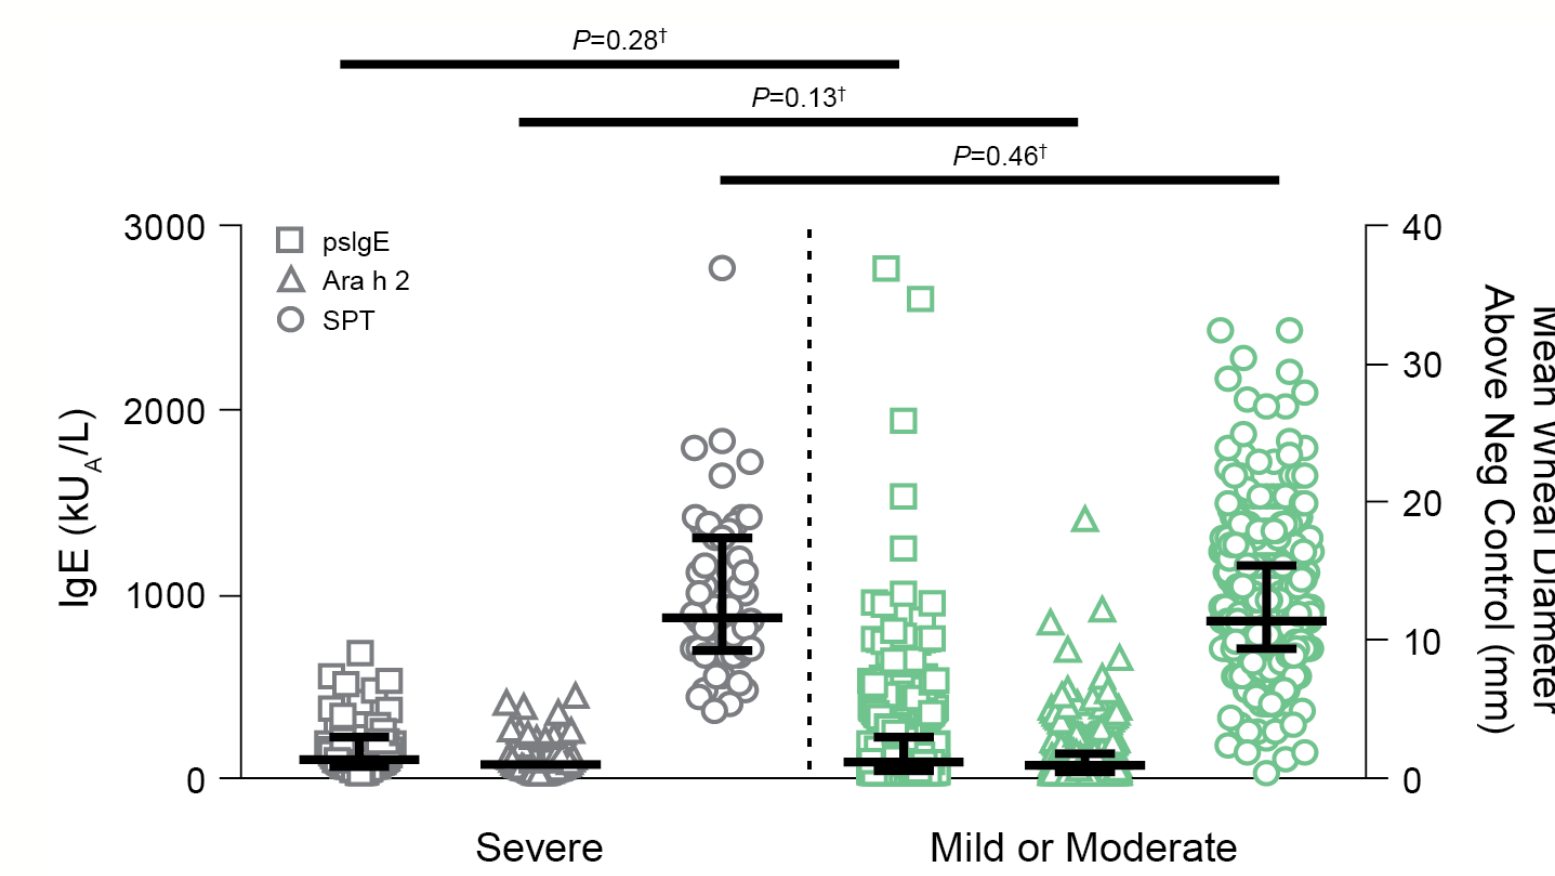 P=0.28†
P=0.13†
P=0.46†
3000
2000
1000
0
IgE (kUA/L)
psIgE
Ara h 2
SPT
40
30
20
10
0
Mean Wheal Diameter
Above Neg Control (mm)
Severe
Mild or Moderate